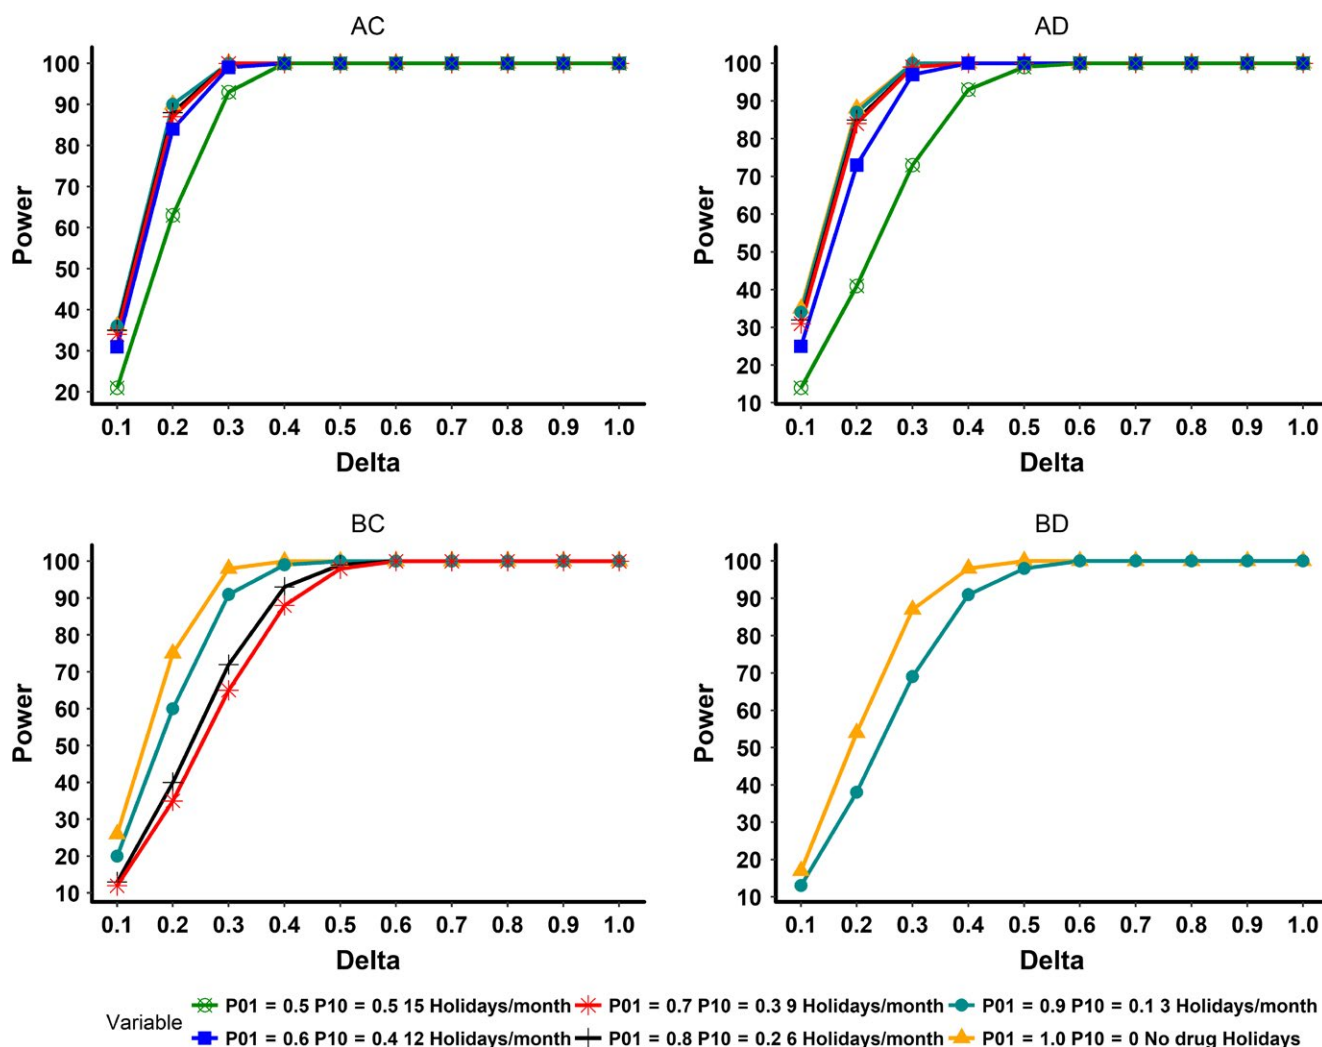 AC
100
90
80
70
60
50
40
30
20
Power
0.1 0.2 0.3 0.4 0.5 0.6 0.7 0.8 0.9 1.0
Delta
AD
100
90
80
70
60
50
40
30
20
10
Power
0.1 0.2 0.3 0.4 0.5 0.6 0.7 0.8 0.9 1.0
Delta
BC
100
90
80
70
60
50
40
30
20
10
Power
0.1 0.2 0.3 0.4 0.5 0.6 0.7 0.8 0.9 1.0
Delta
BD
100
90
80
70
60
50
40
30
20
10
Power
0.1 0.2 0.3 0.4 0.5 0.6 0.7 0.8 0.9 1.0
Delta
Variable
P01 = 0.5 P10 = 0.5 15 Holidays/month
P01 = 0.7 P10 = 0.3 9 Holidays/month
P01 = 0.9 P10 = 0.1 3 Holidays/month
P01 = 0.6 P10 = 0.4 12 Holidays/month
P01 = 0.8 P10 = 0.2 6 Holidays/month
P01 = 1.0 P10 = 0 No drug Holidays